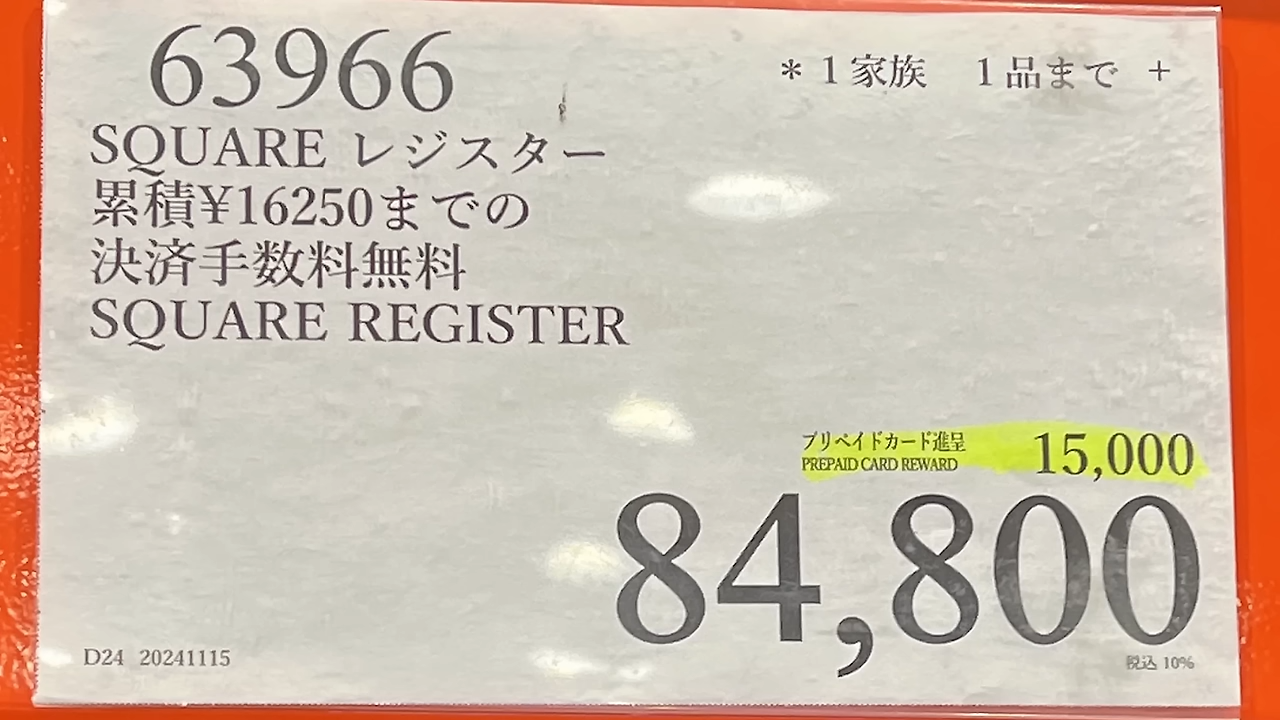 63966
＊1家族 1品まで ＋
SQUARE レジスター
累積¥16250までの
決済手数料無料
SQUARE REGISTER
プリペイドカード進呈
PREPAID CARD REWARD
15,000
84,800
D24 20241115
税込 10%